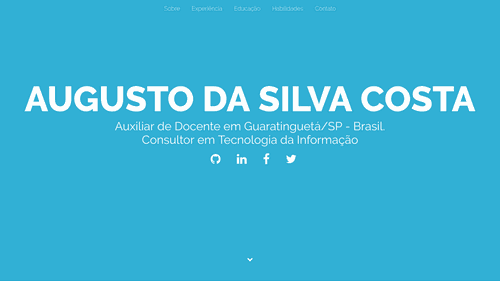 Sobre Experiência Educação Habilidades Contato
AUGUSTO DA SILVA COSTA
Auxiliar de Docente em Guaratinguetá/SP - Brasil.
Consultor em Tecnologia da Informação